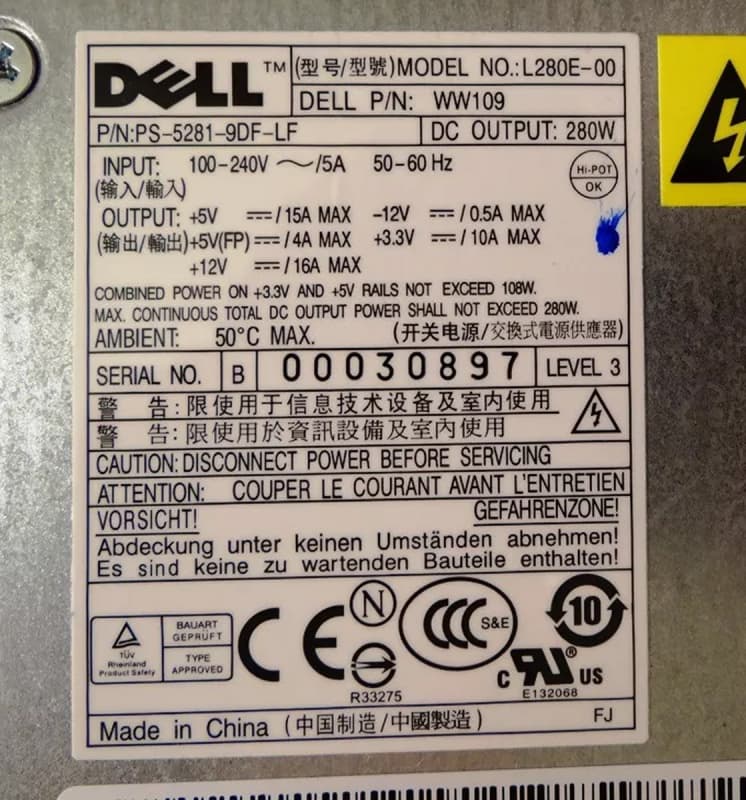 DELL™ (型号/型號)MODEL NO.:L280E-00
DELL P/N: WW109
P/N:PS-5281-9DF-LF DC OUTPUT: 280W
INPUT: 100-240V ～/5A 50-60 Hz
(输入/輸入)
Hi-POT
OK
OUTPUT: +5V ⎓/15A MAX -12V ⎓/0.5A MAX
(输出/輸出)+5V(FP) ⎓/4A MAX +3.3V ⎓/10A MAX
+12V ⎓/16A MAX
COMBINED POWER ON +3.3V AND +5V RAILS NOT EXCEED 108W.
MAX. CONTINUOUS TOTAL DC OUTPUT POWER SHALL NOT EXCEED 280W.
AMBIENT: 50°C MAX. (开关电源/交換式電源供應器)
SERIAL NO. B 00030897 LEVEL 3
警 告:限使用于信息技术设备及室内使用
警 告:限使用於資訊設備及室內使用
CAUTION: DISCONNECT POWER BEFORE SERVICING
ATTENTION: COUPER LE COURANT AVANT L'ENTRETIEN
VORSICHT! GEFAHRENZONE!
Abdeckung unter keinen Umständen abnehmen!
Es sind keine zu wartenden Bauteile enthalten!
TÜV
Rheinland
Product Safety
BAUART
GEPRÜFT
TYPE
APPROVED
CE
N
R33275
CCC S&E
10
c RU® US
E132068
Made in China (中国制造/中國製造) FJ